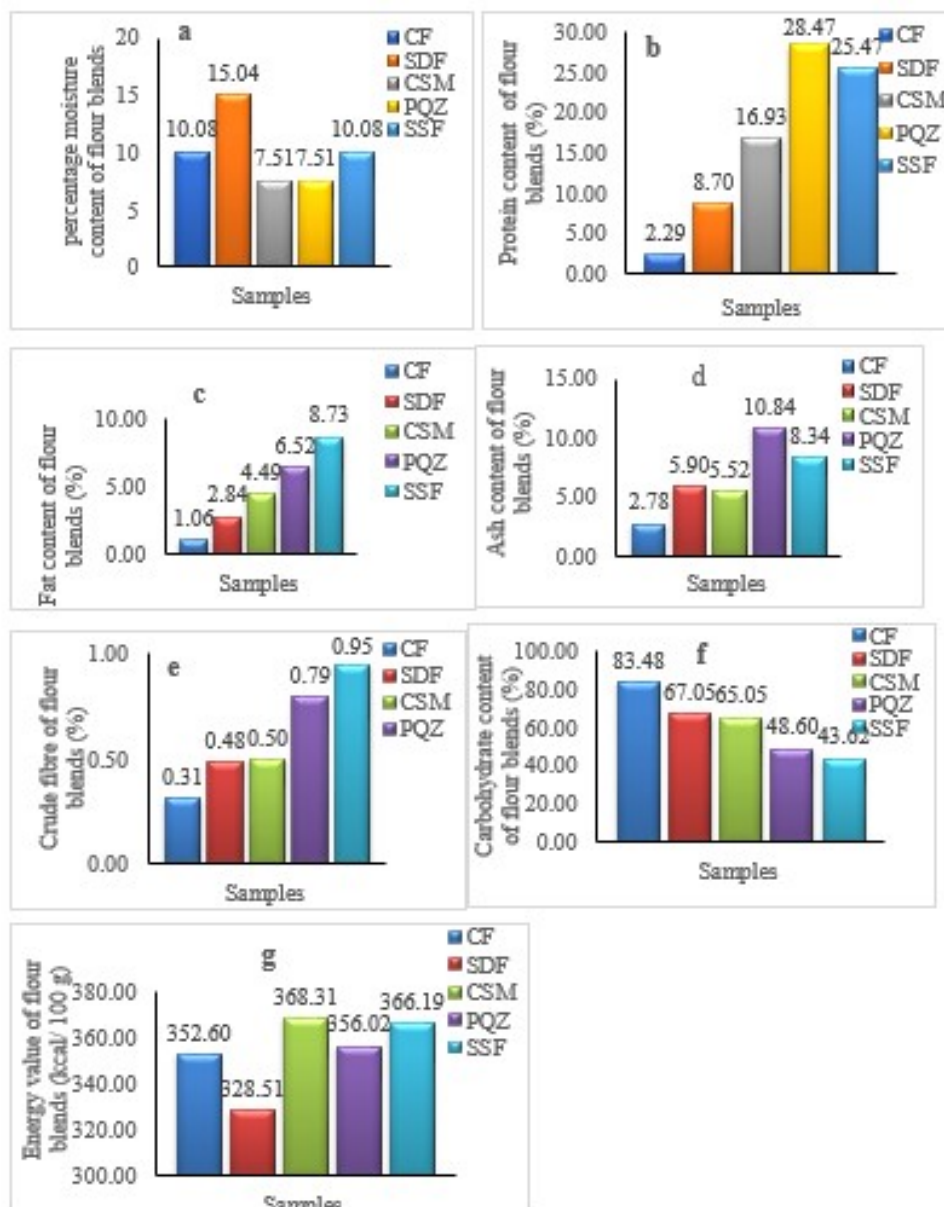 a
percentage moisture
content of flour blends
20
15
10
5
0
10.08
15.04
7.51
7.51
10.08
Samples
CF
SDF
CSM
PQZ
SSF
b
Protein content of flour
blends (%)
30.00
25.00
20.00
15.00
10.00
5.00
0.00
2.29
8.70
16.93
28.47
25.47
Samples
CF
SDF
CSM
PQZ
SSF
c
Fat content of flour
blends (%)
10.00
5.00
0.00
1.06
2.84
4.49
6.52
8.73
Samples
CF
SDF
CSM
PQZ
SSF
d
Ash content of flour
blends (%)
15.00
10.00
5.00
0.00
2.78
5.90
5.52
10.84
8.34
Samples
CF
SDF
CSM
PQZ
SSF
e
Crude fibre of flour
blends (%)
1.00
0.50
0.00
0.31
0.48
0.50
0.79
0.95
Samples
CF
SDF
CSM
PQZ
f
Carbohydrate content
of flour blends (%)
100.00
80.00
60.00
40.00
20.00
0.00
83.48
67.05
65.05
48.60
43.62
Samples
CF
SDF
CSM
PQZ
SSF
g
Energy value of flour
blends (kcal/ 100 g)
380.00
360.00
340.00
320.00
300.00
352.60
328.51
368.31
356.02
366.19
Samples
CF
SDF
CSM
PQZ
SSF